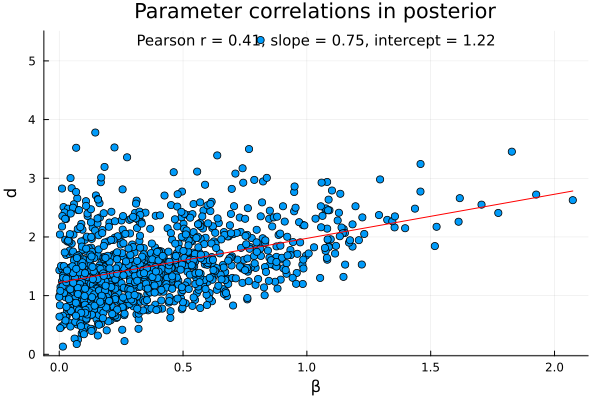 Parameter correlations in posterior
Pearson r = 0.41, slope = 0.75, intercept = 1.22
5
4
3
2
1
0
d
0.0 0.5 1.0 1.5 2.0
β